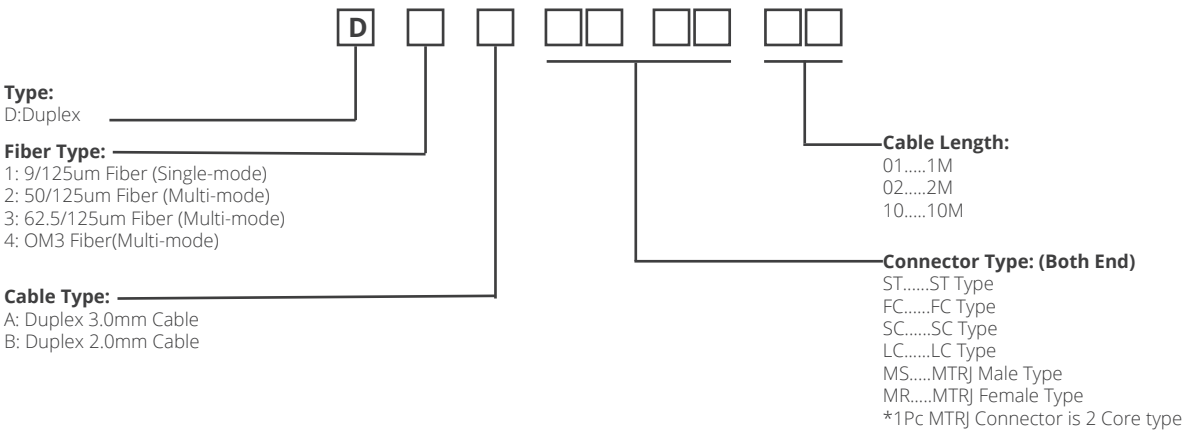 D
Type:
D:Duplex
Fiber Type:
1: 9/125um Fiber (Single-mode)
2: 50/125um Fiber (Multi-mode)
3: 62.5/125um Fiber (Multi-mode)
4: OM3 Fiber(Multi-mode)
Cable Type:
A: Duplex 3.0mm Cable
B: Duplex 2.0mm Cable
Cable Length:
01.....1M
02.....2M
10.....10M
Connector Type: (Both End)
ST......ST Type
FC......FC Type
SC......SC Type
LC......LC Type
MS.....MTRJ Male Type
MR.....MTRJ Female Type
*1Pc MTRJ Connector is 2 Core type